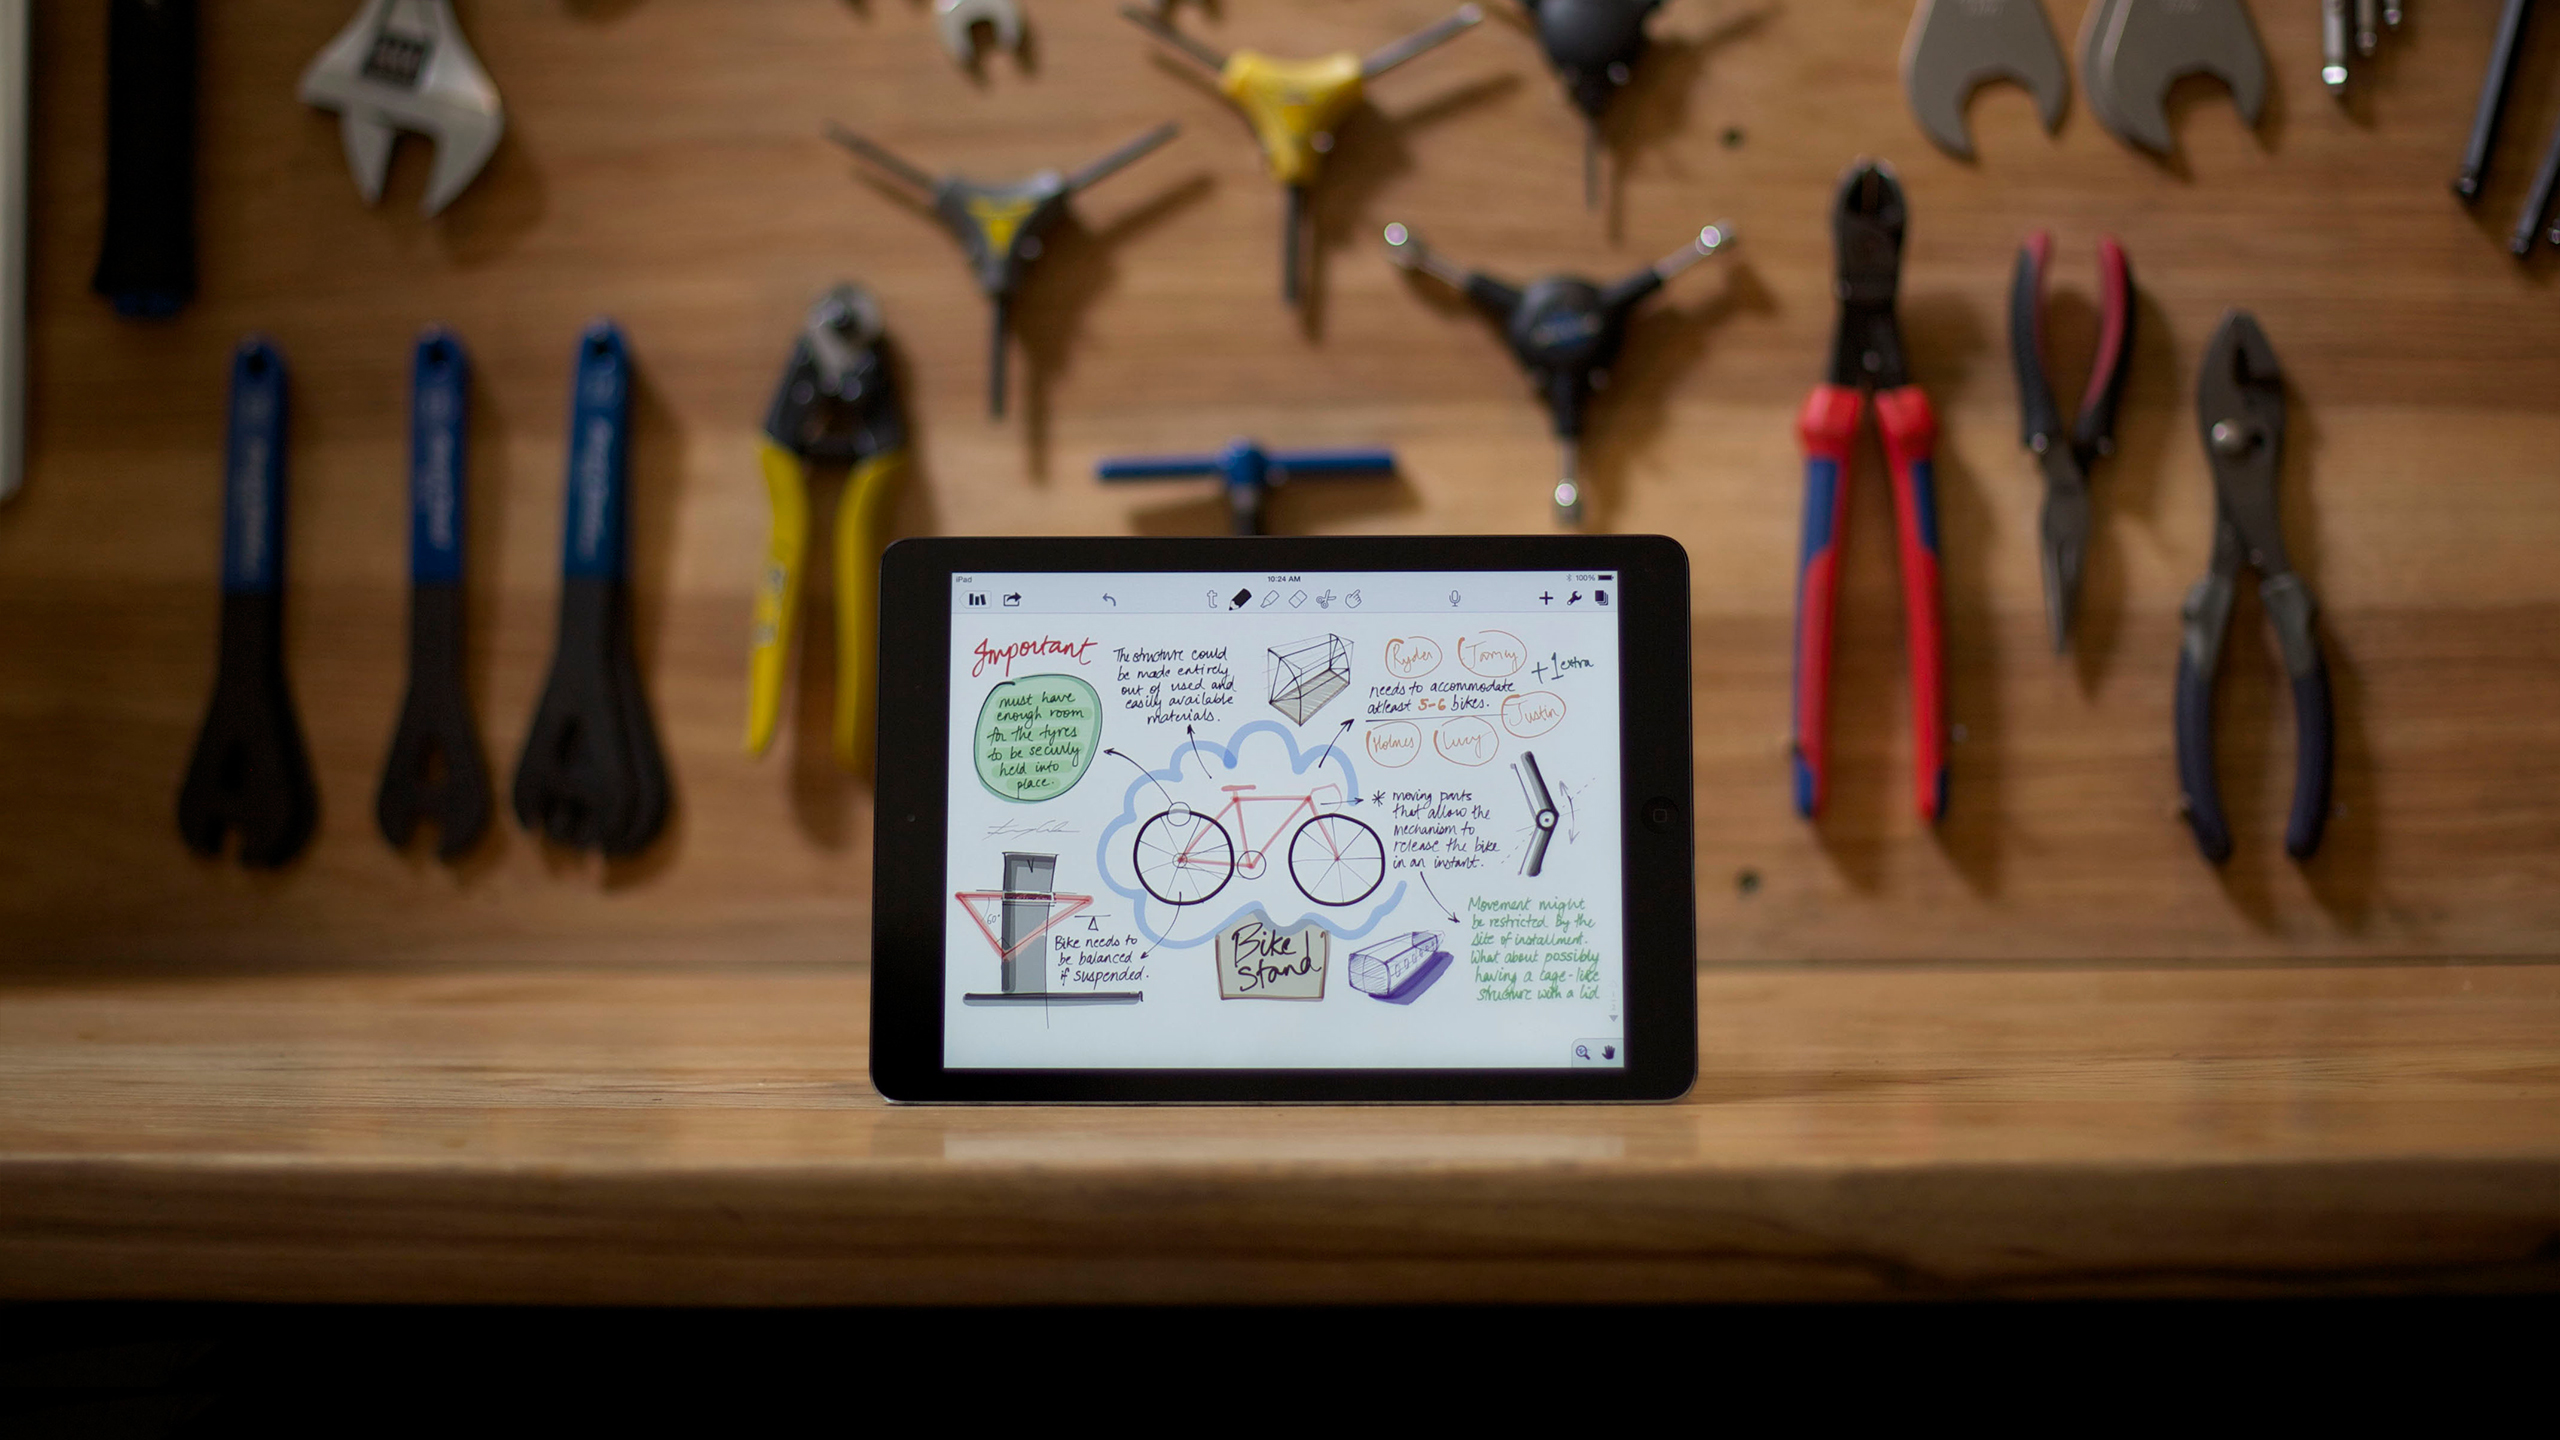 iPad
10:24 AM
100%
Important
must have
enough room
for the tyres
to be securly
held into
place.
The structure could
be made entirely
out of used and
easily available
materials.
Ryder
Tamsy
+1 extra
needs to accommodate
atleast 5-6 bikes.
Justin
Holmes
Lucy
* moving parts
that allow the
mechanism to
release the bike
in an instant.
Movement might
be restricted by the
site of installment.
What about possibly
having a cage-like
structure with a lid
60°
Bike needs to
be balanced
if suspended.
Bike
Stand